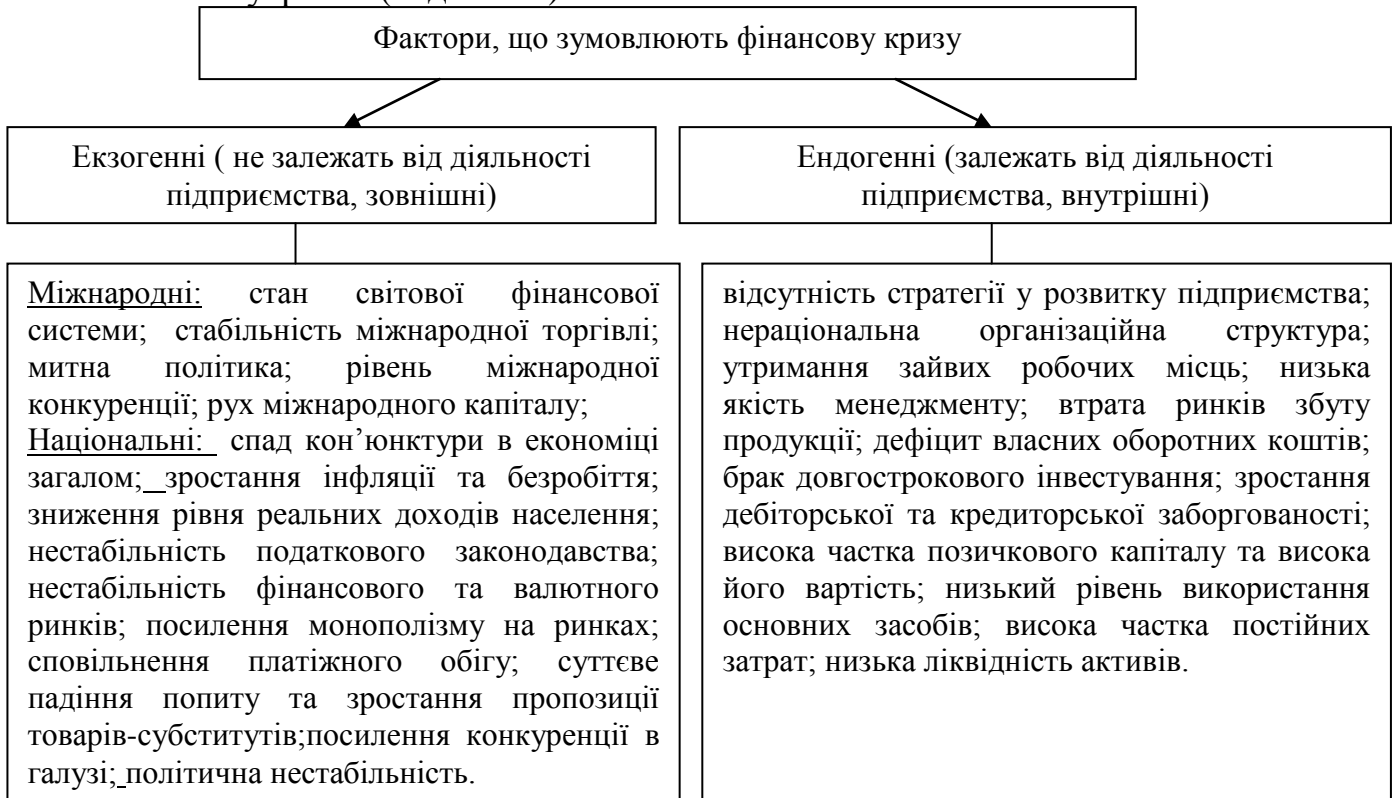 Фактори, що зумовлюють фінансову кризу
Екзогенні ( не залежать від діяльності
підприємства, зовнішні)
Ендогенні (залежать від діяльності
підприємства, внутрішні)
Міжнародні: стан світової фінансової
системи; стабільність міжнародної торгівлі;
митна політика; рівень міжнародної
конкуренції; рух міжнародного капіталу;
Національні: спад кон’юнктури в економіці
загалом; зростання інфляції та безробіття;
зниження рівня реальних доходів населення;
нестабільність податкового законодавства;
нестабільність фінансового та валютного
ринків; посилення монополізму на ринках;
сповільнення платіжного обігу; суттєве
падіння попиту та зростання пропозиції
товарів-субститутів;посилення конкуренції в
галузі; політична нестабільність.
відсутність стратегії у розвитку підприємства;
нераціональна організаційна структура;
утримання зайвих робочих місць; низька
якість менеджменту; втрата ринків збуту
продукції; дефіцит власних оборотних коштів;
брак довгострокового інвестування; зростання
дебіторської та кредиторської заборгованості;
висока частка позичкового капіталу та висока
його вартість; низький рівень використання
основних засобів; висока частка постійних
затрат; низька ліквідність активів.